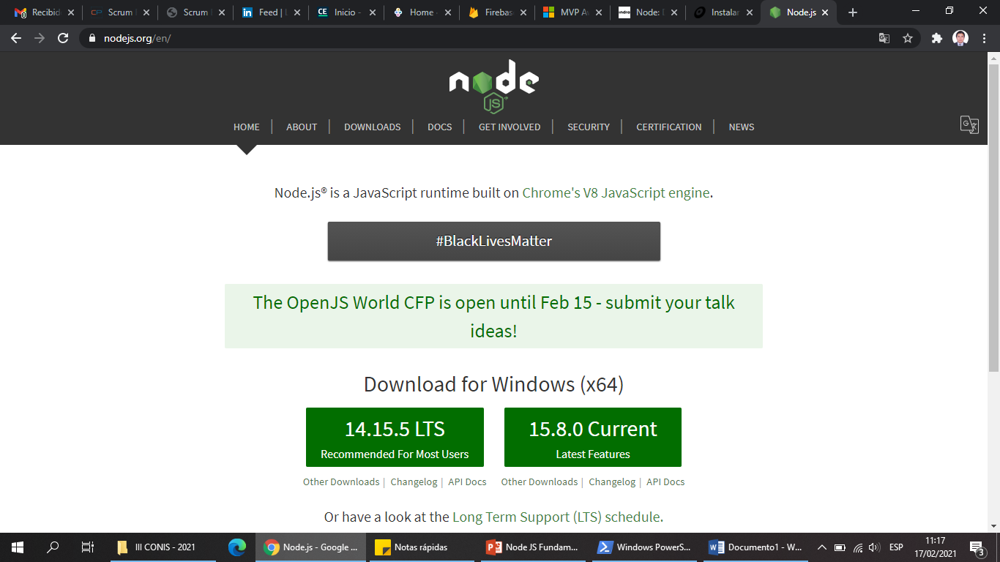 Recibid
Scrum
Scrum
Feed | L
Inicio -
Home -
Firebas
MVP A
Node:
Instalar
Node.js
nodejs.org/en/
node
JS
HOME
ABOUT
DOWNLOADS
DOCS
GET INVOLVED
SECURITY
CERTIFICATION
NEWS
Node.js® is a JavaScript runtime built on Chrome's V8 JavaScript engine.
#BlackLivesMatter
The OpenJS World CFP is open until Feb 15 - submit your talk
ideas!
Download for Windows (x64)
14.15.5 LTS
Recommended For Most Users
15.8.0 Current
Latest Features
Other Downloads | Changelog | API Docs
Other Downloads | Changelog | API Docs
Or have a look at the Long Term Support (LTS) schedule.
III CONIS - 2021
Node.js - Google ...
Notas rápidas
Node JS Fundam...
Windows PowerS...
Documento1 - W...
ESP
11:17
17/02/2021
3